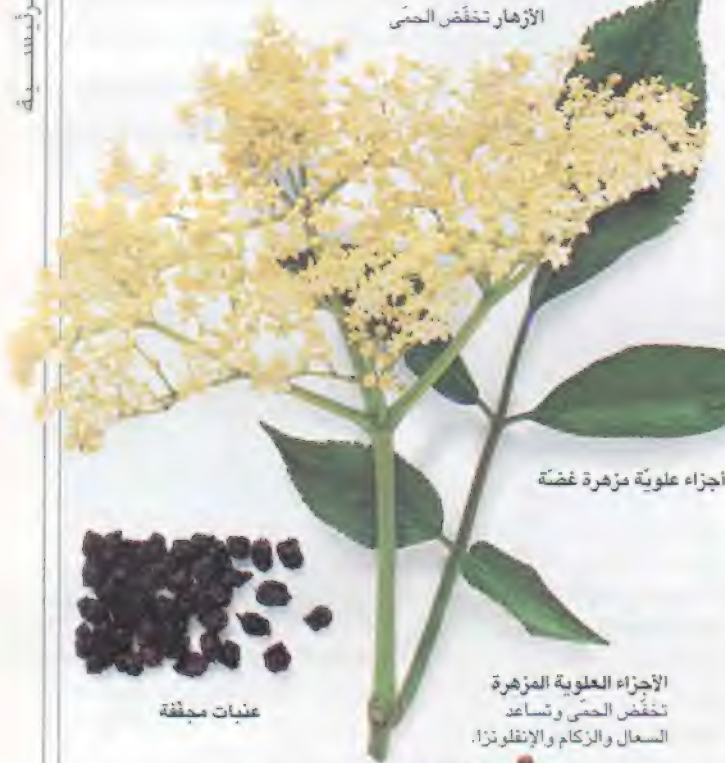 الأزهار تخفّض الحمّى
أجزاء علويّة مزهرة غضّة
عنبات مجفّفة
الأجزاء العلوية المزهرة
تخفّض الحمّى وتساعد
السعال والزكام والإنفلونزا.